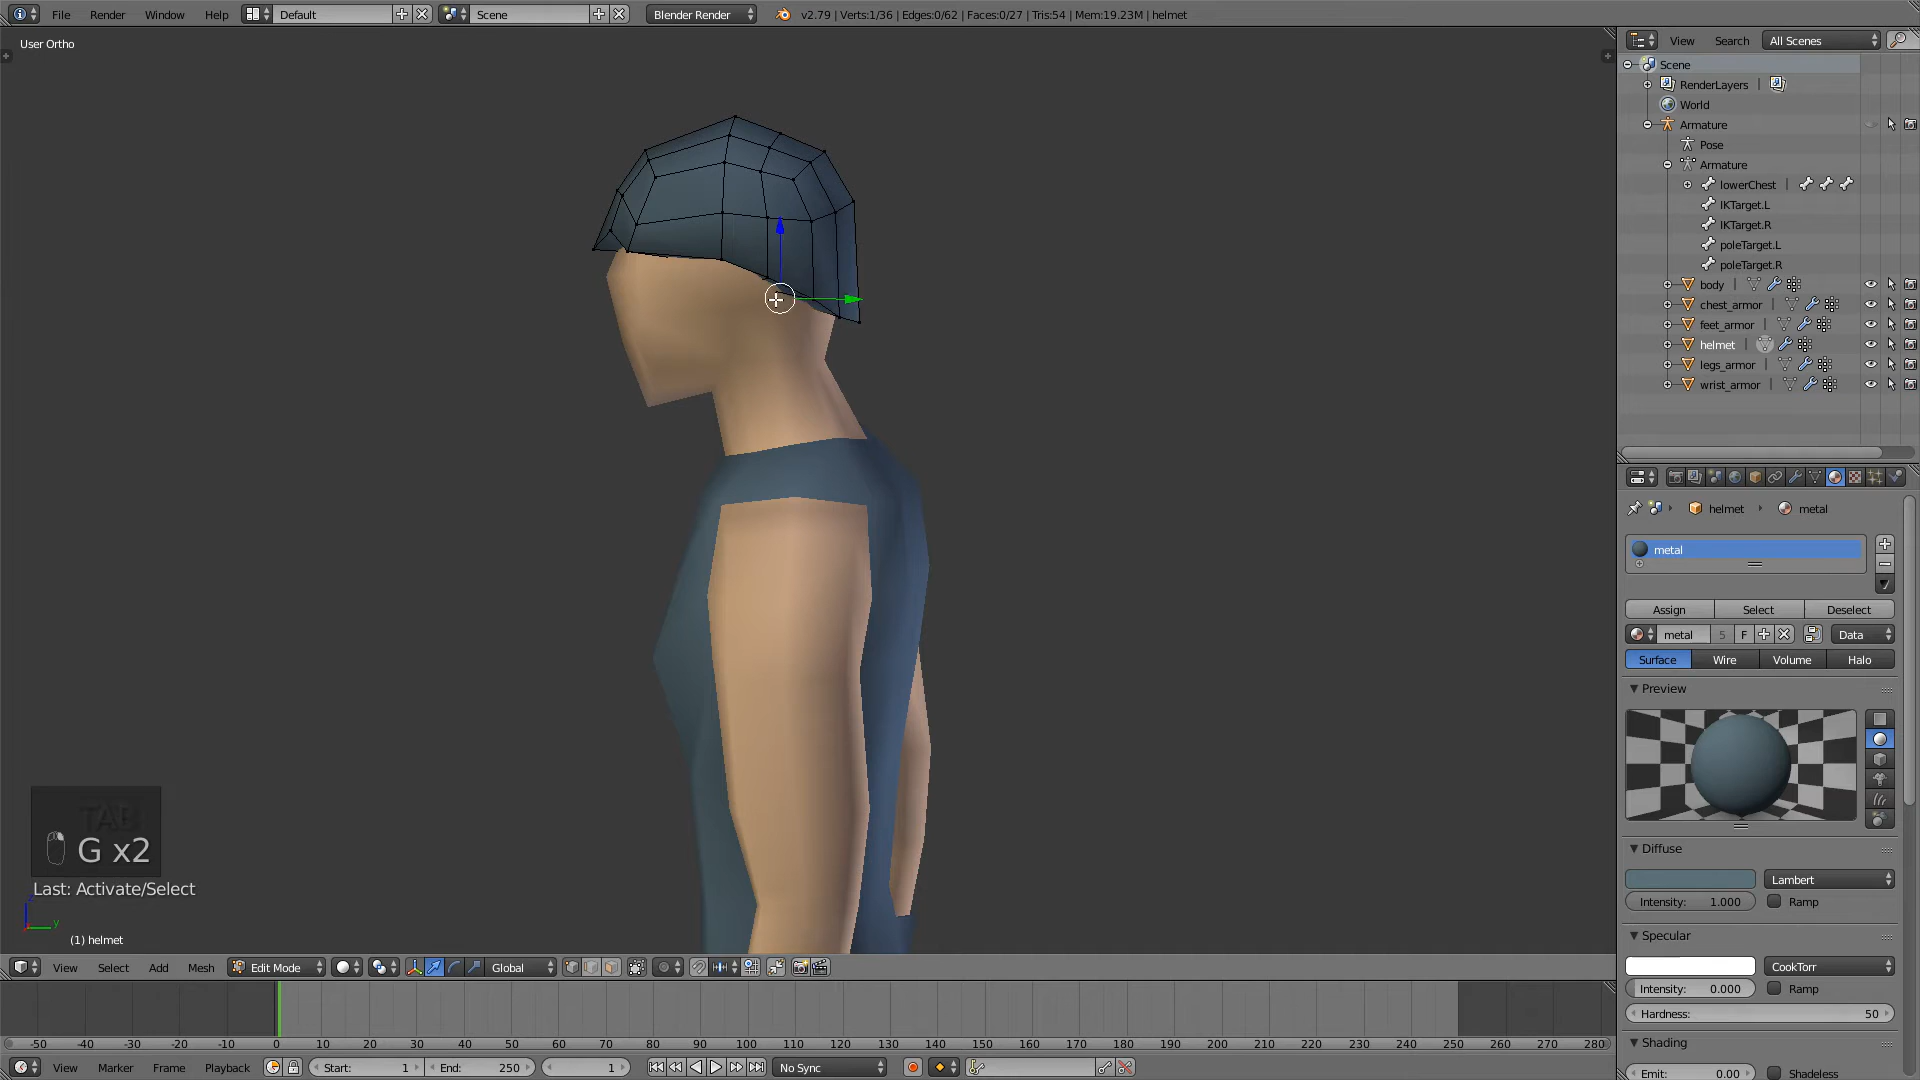 File Render Window Help Default Scene Blender Render v2.79 | Verts:1/36 | Edges:0/62 | Faces:0/27 | Tris:54 | Mem:19.23M | helmet
User Ortho
View Search All Scenes
Scene
RenderLayers
World
Armature
Pose
Armature
lowerChest
IKTarget.L
IKTarget.R
poleTarget.L
poleTarget.R
body
chest_armor
feet_armor
helmet
legs_armor
wrist_armor
helmet metal
metal
Assign Select Deselect
metal 5 F Data
Surface Wire Volume Halo
Preview
Diffuse
Lambert
Intensity: 1.000 Ramp
Specular
CookTorr
Intensity: 0.000 Ramp
Hardness: 50
Shading
Emit: 0.00 Shadeless
TAB
G x2
Last: Activate/Select
z
y
(1) helmet
View Select Add Mesh Edit Mode Global
-50 -40 -30 -20 -10 0 10 20 30 40 50 60 70 80 90 100 110 120 130 140 150 160 170 180 190 200 210 220 230 240 250 260 270 280
View Marker Frame Playback Start: 1 End: 250 1 No Sync